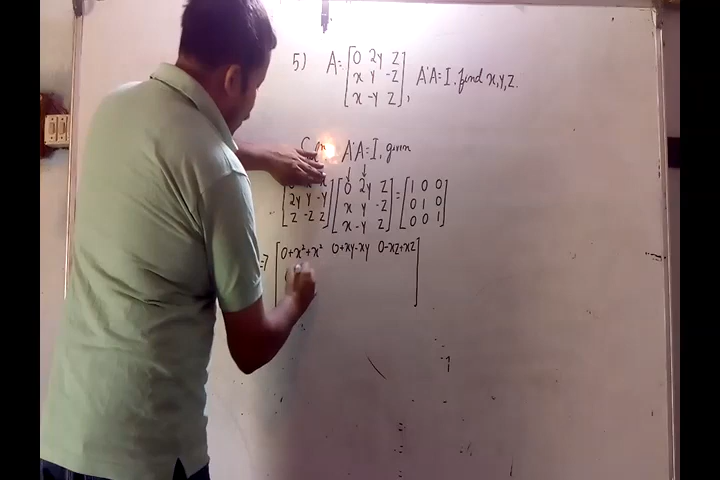 5) A = [0 2y z; x y -z; x -y z], A'A = I. find x, y, z.
A'A = I, given
[0 x x; 2y y -y; z -z z] [0 2y z; x y -z; x -y z] = [1 0 0; 0 1 0; 0 0 1]
=> [0+x²+x² 0+xy-xy 0-xz+xz